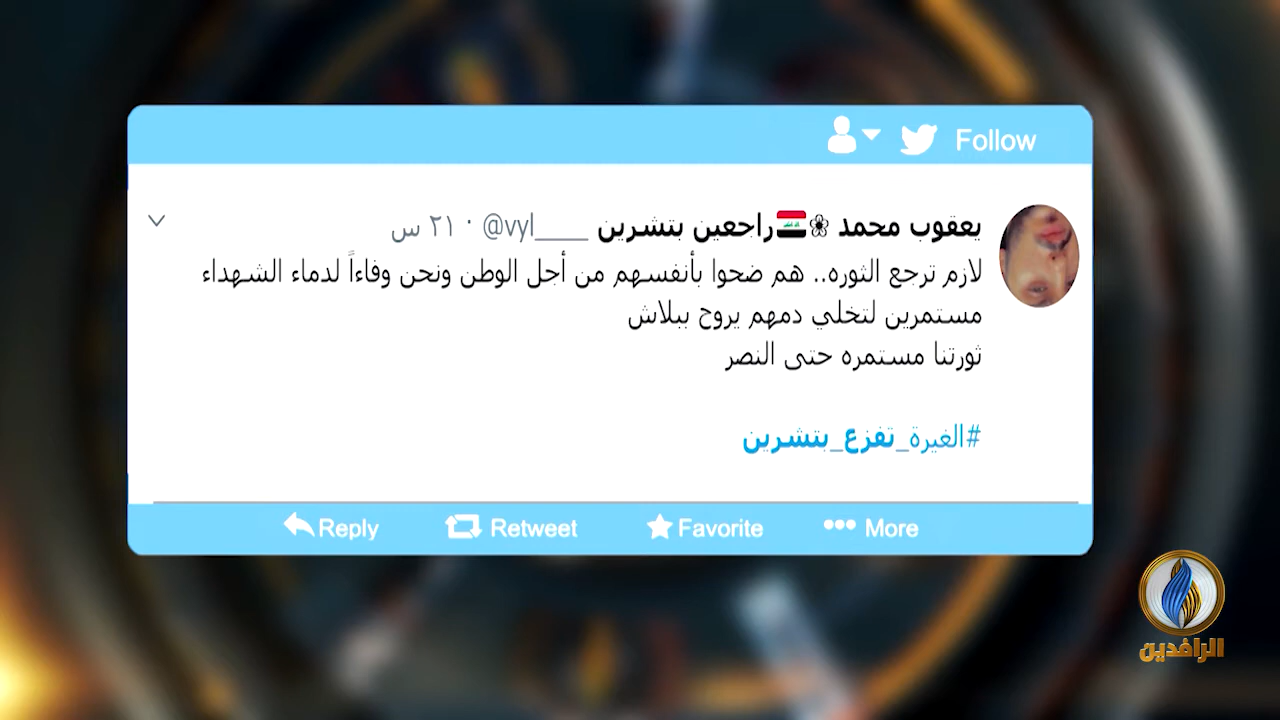 Follow
يعقوب محمد ❀🇮🇶راجعين بتشرين @vyl____ · ٢١ س
لازم ترجع الثوره.. هم ضحوا بأنفسهم من أجل الوطن ونحن وفاءاً لدماء الشهداء
مستمرين لتخلي دمهم يروح ببلاش
ثورتنا مستمره حتى النصر
#الغيرة_تفزع_بتشرين
Reply Retweet Favorite More
الرافدين